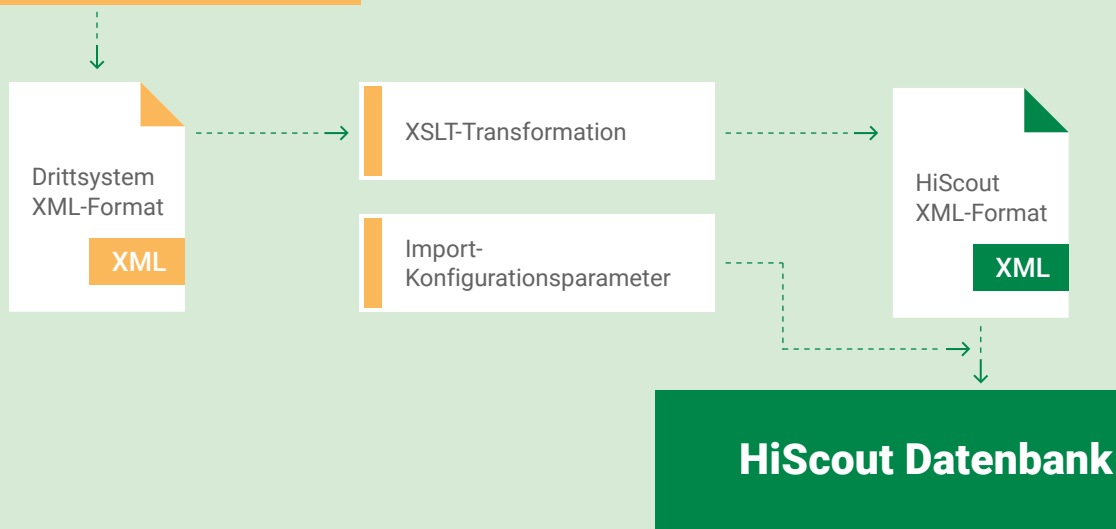 Drittsystem
XML-Format
XML
XSLT-Transformation
Import-
Konfigurationsparameter
HiScout
XML-Format
XML
HiScout Datenbank